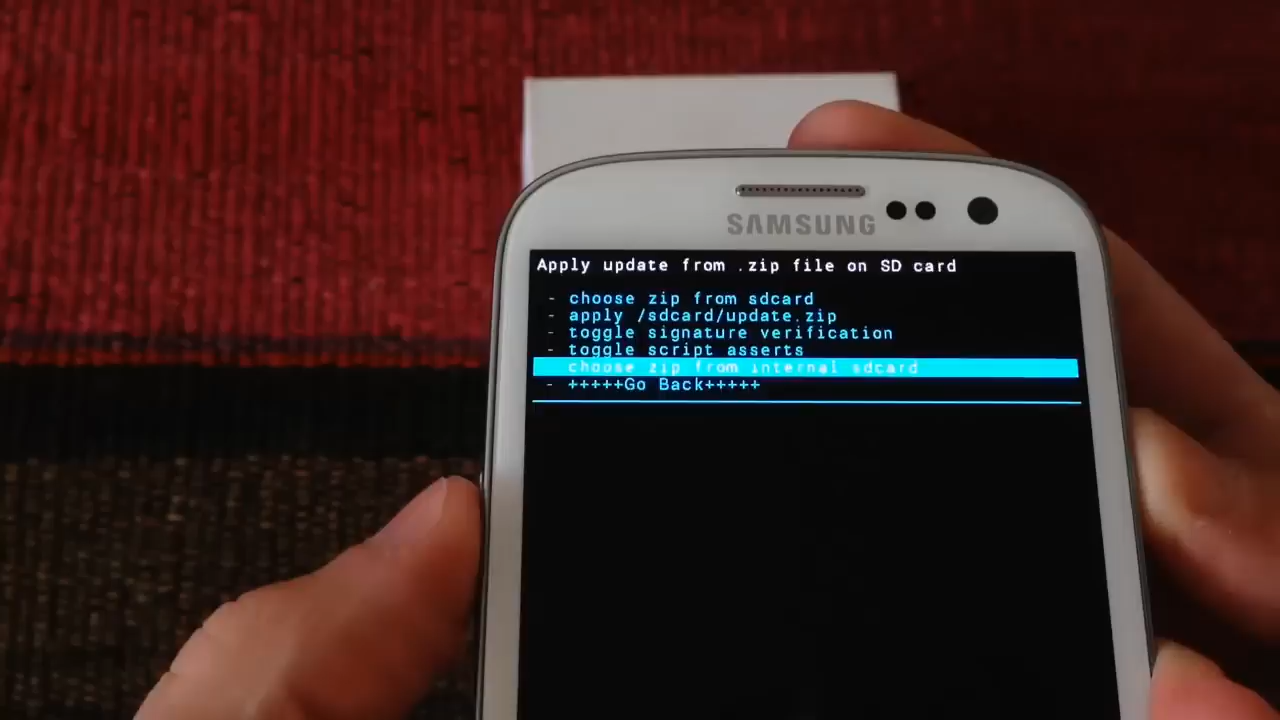 SAMSUNG
Apply update from .zip file on SD card
- choose zip from sdcard
- apply /sdcard/update.zip
- toggle signature verification
- toggle script asserts
choose zip from internal sdcard
- +++++Go Back+++++